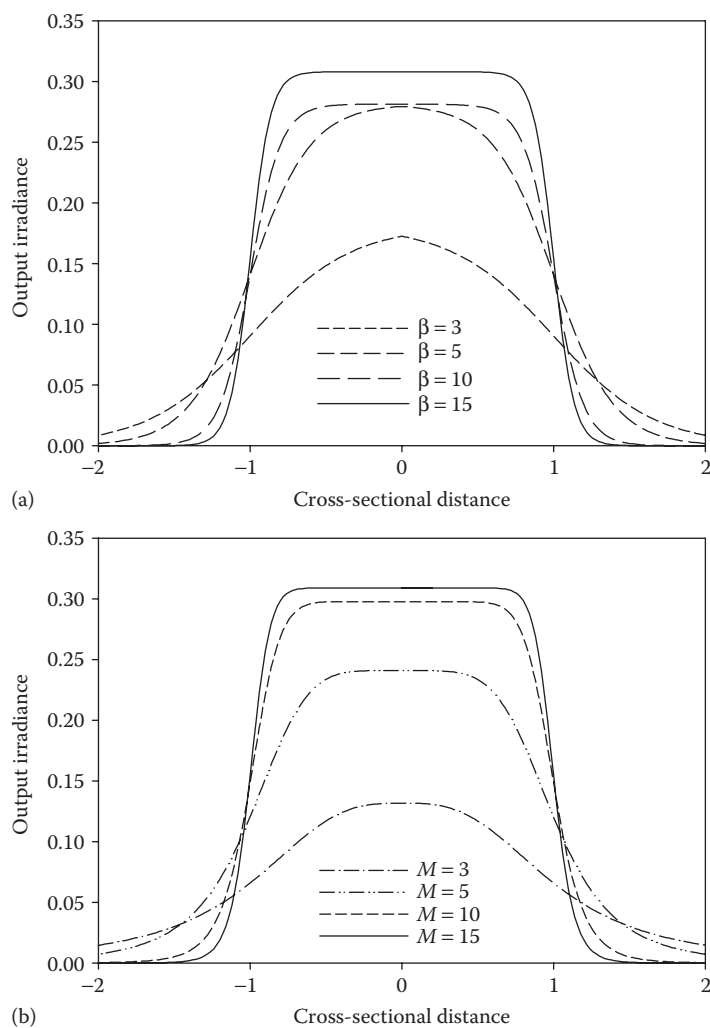 0.35
0.30
0.25
0.20
0.15
0.10
0.05
0.00
Output irradiance
β = 3
β = 5
β = 10
β = 15
−2
−1
0
1
2
(a)
Cross-sectional distance
0.35
0.30
0.25
0.20
0.15
0.10
0.05
0.00
Output irradiance
M = 3
M = 5
M = 10
M = 15
−2
−1
0
1
2
(b)
Cross-sectional distance